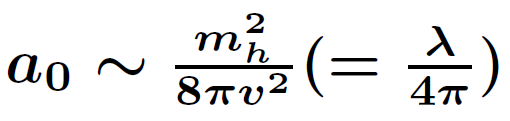 a₀ ∼ m_h²/8πv² (= λ/4π)